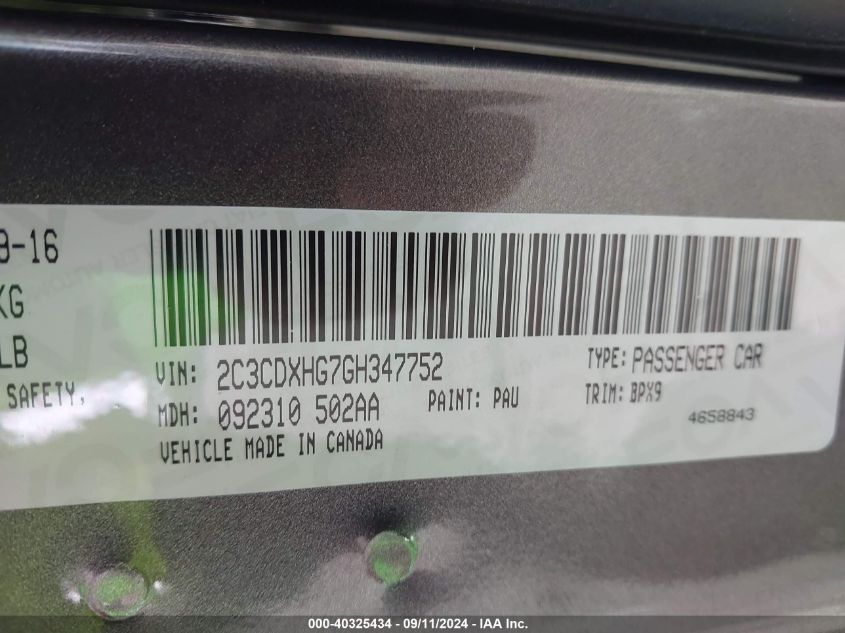 8-16
KG
LB
SAFETY,
VIN: 2C3CDXHG7GH347752
TYPE: PASSENGER CAR
MDH: 092310 502AA
PAINT: PAU
TRIM: BPX9
4658843
VEHICLE MADE IN CANADA
000-40325434 - 09/11/2024 - IAA Inc.